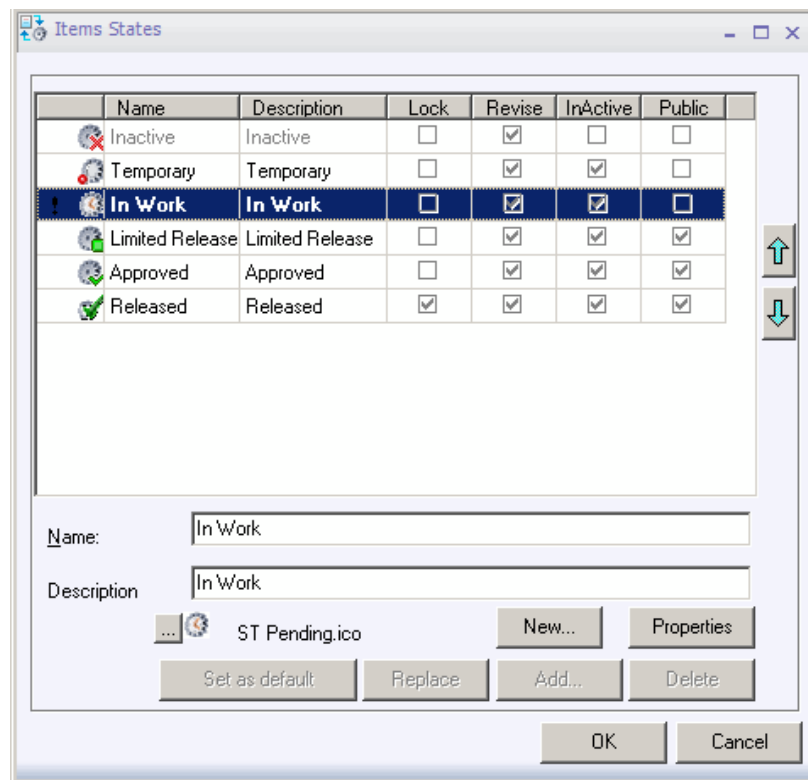 Items States
Name Description Lock Revise InActive Public
Inactive Inactive
Temporary Temporary
! In Work In Work
Limited Release Limited Release
Approved Approved
Released Released
Name: In Work
Description In Work
... ST Pending.ico New... Properties
Set as default Replace Add... Delete
OK Cancel